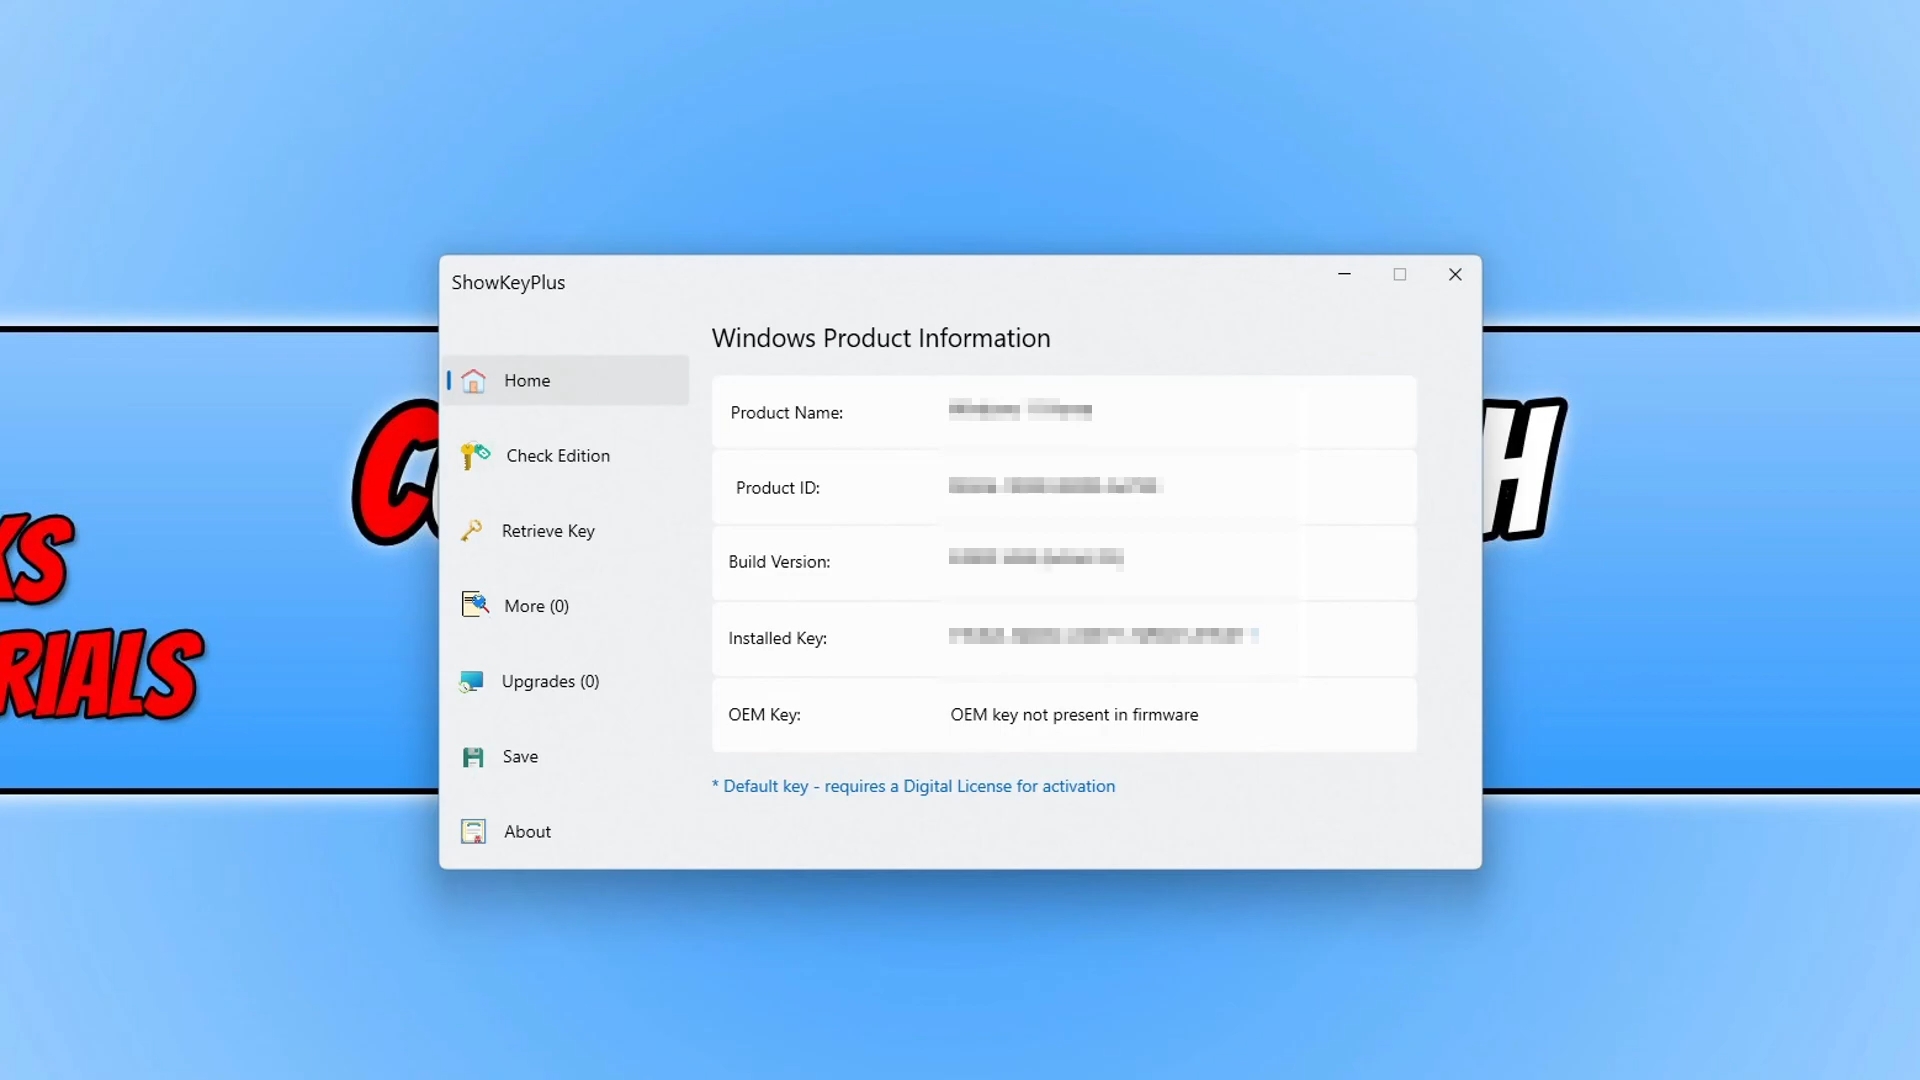 ShowKeyPlus
Windows Product Information
Home
Check Edition
Retrieve Key
More (0)
Upgrades (0)
Save
About
Product Name:
Product ID:
Build Version:
Installed Key:
OEM Key: OEM key not present in firmware
* Default key - requires a Digital License for activation
C
H
KS
RIALS